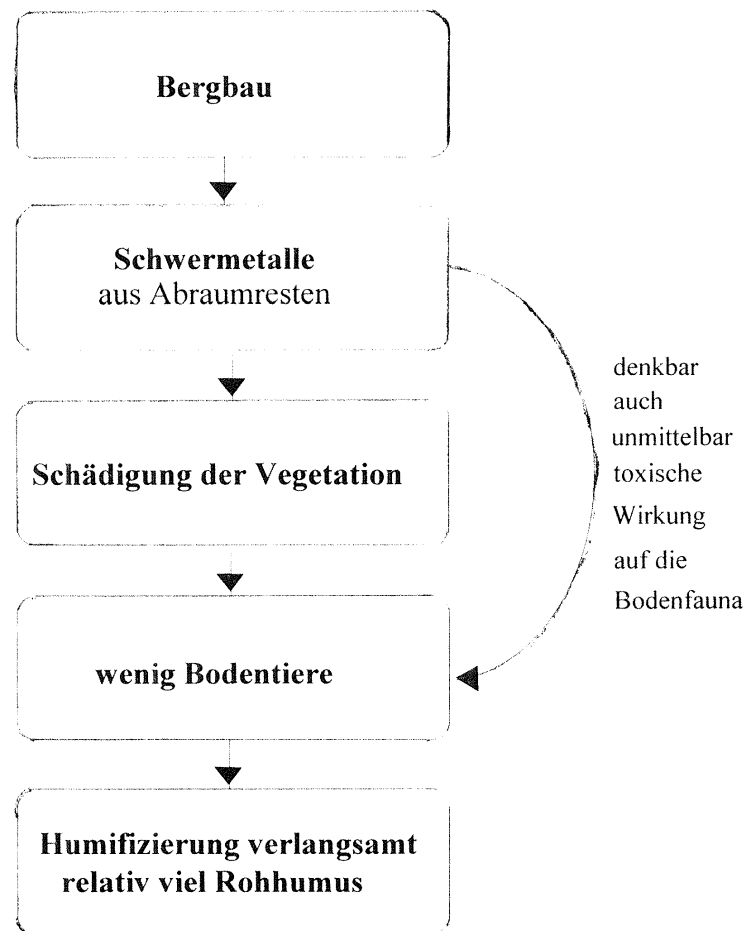 Bergbau
Schwermetalle
aus Abraumresten
denkbar
auch
unmittelbar
toxische
Wirkung
auf die
Bodenfauna
Schädigung der Vegetation
wenig Bodentiere
Humifizierung verlangsamt
relativ viel Rohhumus